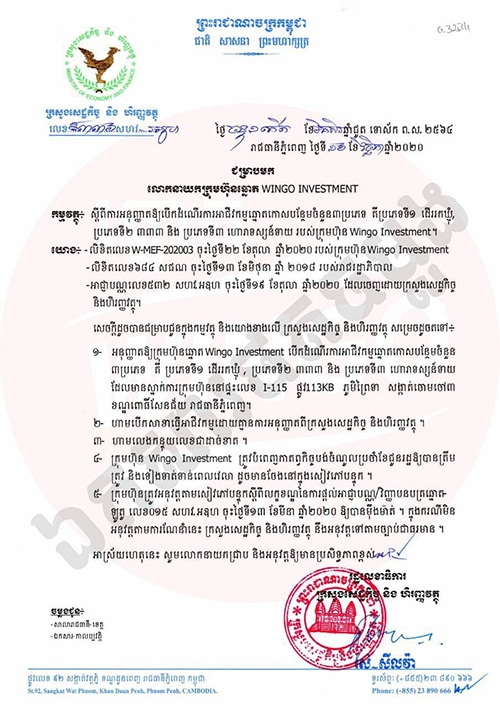 ព្រះរាជាណាចក្រកម្ពុជា
ជាតិ សាសនា ព្រះមហាក្សត្រ
MINISTRY OF ECONOMY AND FINANCE
ក្រសួងសេដ្ឋកិច្ច និង ហិរញ្ញវត្ថុ
លេខ
ថ្ងៃ ខែ ឆ្នាំជូត ទោស័ក ព.ស. ២៥៦៤
រាជធានីភ្នំពេញ ថ្ងៃទី ខែ ឆ្នាំ២០២០
ជម្រាបមក
លោកនាយកក្រុមហ៊ុនឆ្នោត WINGO INVESTMENT
កម្មវត្ថុ៖ ស្តីពីការអនុញ្ញាតឱ្យបើកដំណើរការអាជីវកម្មឆ្នោតកោសបន្ថែមចំនួន៣ប្រភេទ គឺប្រភេទទី១ ដើរអកឃុំ,
ប្រភេទទី២ ៣៣៣ និង ប្រភេទទី៣ ហោរាទស្សន៍ទាយ របស់ក្រុមហ៊ុន Wingo Investment ។
យោង៖ - លិខិតលេខW-MEF-202003 ចុះថ្ងៃទី២២ ខែតុលា ឆ្នាំ២០២០ របស់ក្រុមហ៊ុនWingo Investment
-លិខិតលេខ៦៨៤ សជណ ចុះថ្ងៃទី១៣ ខែមិថុនា ឆ្នាំ ២០១៨ របស់រាជរដ្ឋាភិបាល
-អាជ្ញាបណ្ណលេខ៥៣២ សហវ.អនុហ ចុះថ្ងៃទី១៩ ខែតុលា ឆ្នាំ២០២០ ដែលចេញដោយក្រសួងសេដ្ឋកិច្ច
និងហិរញ្ញវត្ថុ។
សេចក្តីដូចបានជម្រាបជូនក្នុងកម្មវត្ថុ និងយោងខាងលើ ក្រសួងសេដ្ឋកិច្ច និងហិរញ្ញវត្ថុ សម្រេចដូចតទៅ៖
១- អនុញ្ញាតឱ្យក្រុមហ៊ុនឆ្នោត Wingo Investment បើកដំណើរការអាជីវកម្មឆ្នោតកោសបន្ថែមចំនួន
៣ប្រភេទ គឺ ប្រភេទទី១ ដើរអកឃុំ , ប្រភេទទី២ ៣៣៣ និង ប្រភេទទី៣ ហោរាទស្សន៍ទាយ
ដែលមានស្នាក់ការក្រុមហ៊ុននៅផ្ទះលេខ I-115 ផ្លូវ113KB ភូមិព្រៃទា សង្កាត់ចោមចៅ៣
ខណ្ឌពោធិ៍សែនជ័យ រាជធានីភ្នំពេញ។
២- ហាមបើកសាខាធ្វើអាជីវកម្មដោយគ្មានការអនុញ្ញាតពីក្រសួងសេដ្ឋកិច្ច និងហិរញ្ញវត្ថុ ។
៣- ហាមលេងកន្ទុយលេខជាដាច់ខាត ។
៤- ក្រុមហ៊ុន Wingo Investment ត្រូវបំពេញកាតព្វកិច្ចបង់ចំណូលប្រចាំខែជូនរដ្ឋឱ្យបានត្រឹម
ត្រូវ និងទៀងទាត់តាមពេលវេលា ដូចមានចែងនៅក្នុងសៀវភៅបន្ទុក ។
៥- ក្រុមហ៊ុនត្រូវអនុវត្តតាមសៀវភៅបន្ទុកស្តីពីលក្ខខណ្ឌនៃការផ្តល់អាជ្ញាបណ្ណ/វិញ្ញាបនបត្រឆ្នោត-
ឡូតូ លេខ០១៥ សហវ.អនុហ ចុះថ្ងៃទី១៣ ខែមីនា ឆ្នាំ២០២០ ឱ្យបានម៉ឺងម៉ាត់ ។ ក្នុងករណីមិន
អនុវត្តតាមការណែនាំនេះ ក្រសួងសេដ្ឋកិច្ច និងហិរញ្ញវត្ថុ នឹងអនុវត្តទៅតាមច្បាប់ជាធរមាន ។
អាស្រ័យហេតុនេះ សូមលោកនាយកជ្រាប និងអនុវត្តឱ្យមានប្រសិទ្ធភាពខ្ពស់
រដ្ឋលេខាធិការ
ក្រសួងសេដ្ឋកិច្ច និង ហិរញ្ញវត្ថុ
ចម្លងជូន៖
-សាលារាជធានី-ខេត្ត
-ឯកសារ-កាលប្បវត្តិ
ផ្លូវលេខ ៩២ សង្កាត់វត្តភ្នំ ខណ្ឌដូនពេញ រាជធានីភ្នំពេញ កម្ពុជា
ទូរស័ព្ទ: (+៨៥៥)២៣ ៨៩០ ៦៦៦
St.92, Sangkat Wat Phnom, Khan Daun Penh, Phnom Penh, CAMBODIA.
Phone: (+855) 23 890 666